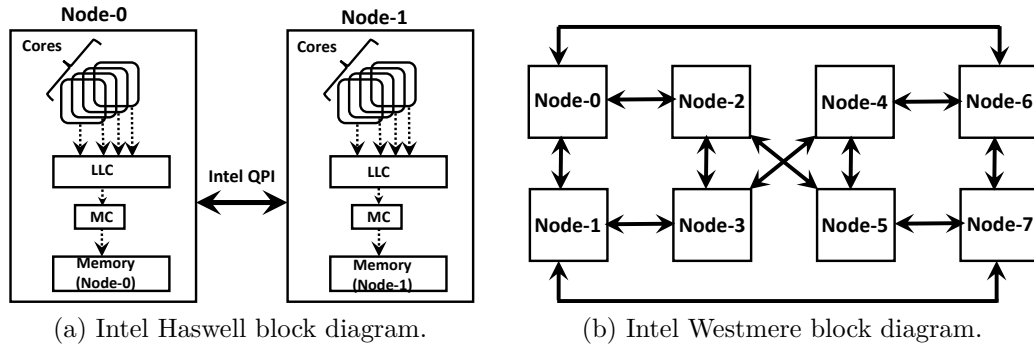 Node-0
Node-1
Cores
Cores
LLC
LLC
Intel QPI
MC
MC
Memory
(Node-0)
Memory
(Node-1)
Node-0
Node-2
Node-4
Node-6
Node-1
Node-3
Node-5
Node-7
(a) Intel Haswell block diagram.
(b) Intel Westmere block diagram.